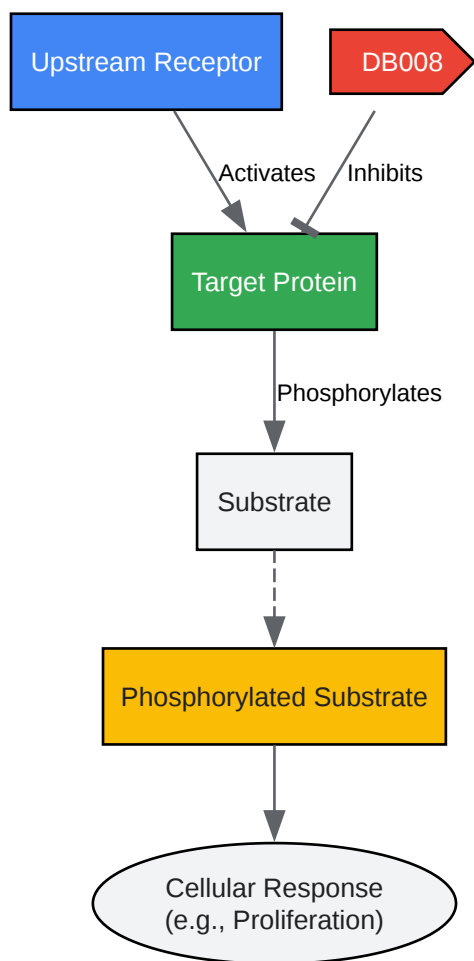 Upstream Receptor
DB008
Activates
Inhibits
Target Protein
Phosphorylates
Substrate
Phosphorylated Substrate
Cellular Response
(e.g., Proliferation)